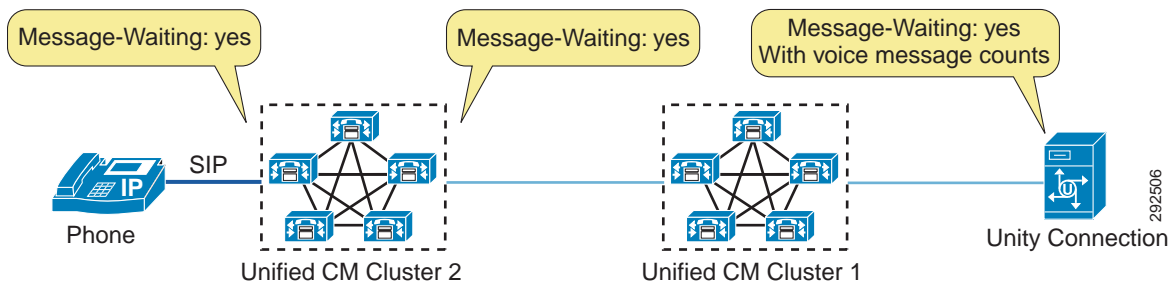 Message-Waiting: yes
Message-Waiting: yes
Message-Waiting: yes
With voice message counts
SIP
IP
U
Phone
Unity Connection
Unified CM Cluster 2
Unified CM Cluster 1
292506